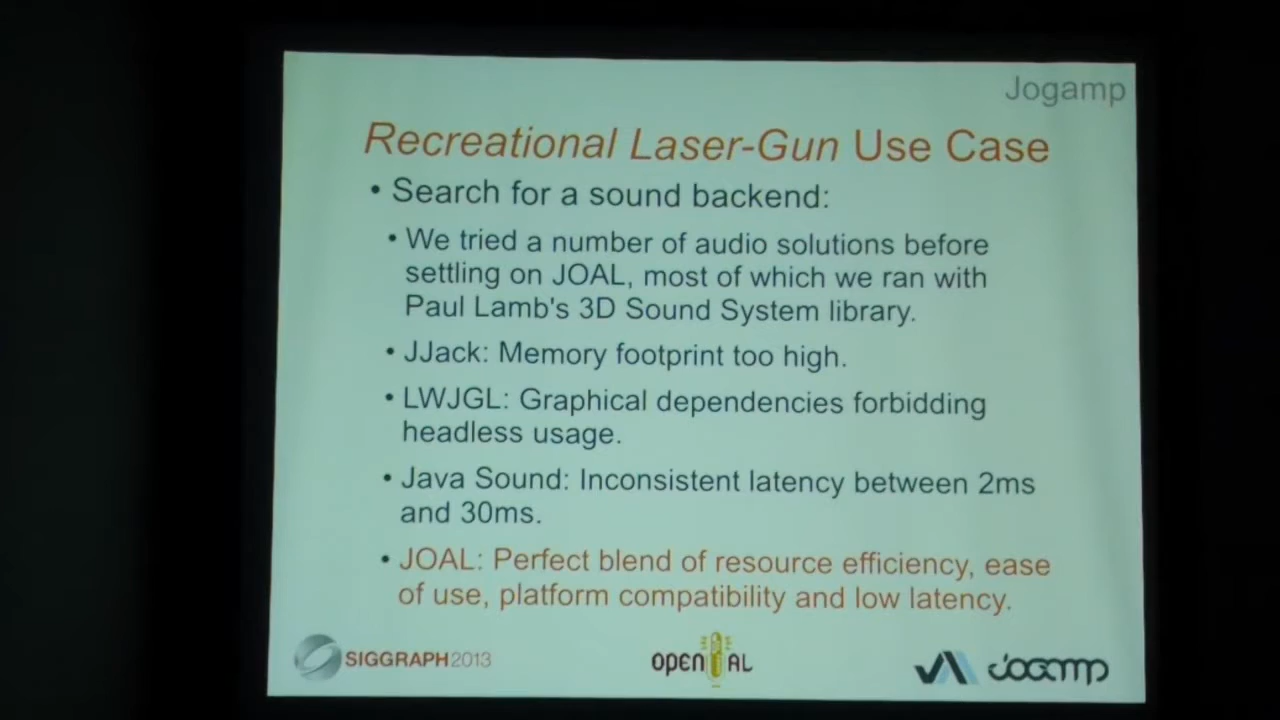 Jogamp
Recreational Laser-Gun Use Case
• Search for a sound backend:
• We tried a number of audio solutions before
settling on JOAL, most of which we ran with
Paul Lamb's 3D Sound System library.
• JJack: Memory footprint too high.
• LWJGL: Graphical dependencies forbidding
headless usage.
• Java Sound: Inconsistent latency between 2ms
and 30ms.
• JOAL: Perfect blend of resource efficiency, ease
of use, platform compatibility and low latency.
SIGGRAPH2013
OPENAL
JOGAMP